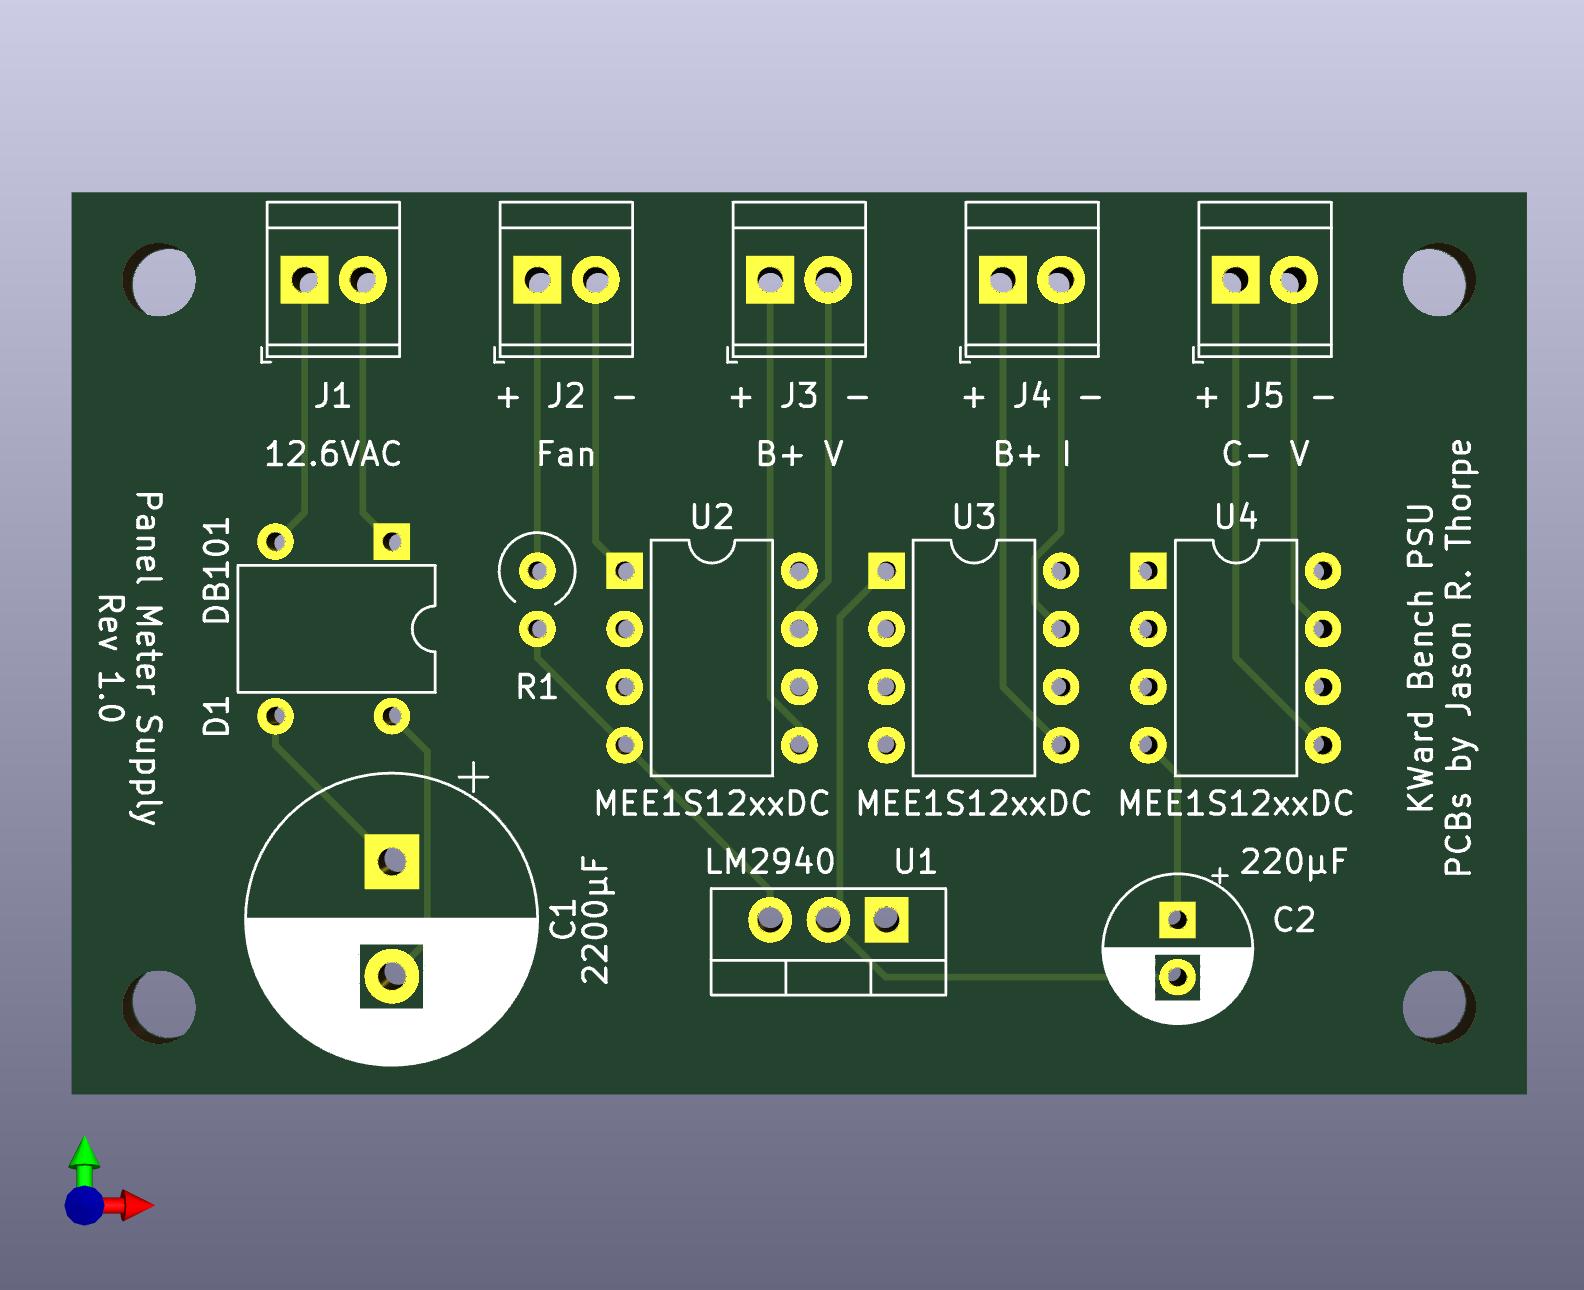 J1
+ J2 -
+ J3 -
+ J4 -
+ J5 -
12.6VAC
Fan
B+ V
B+ I
C- V
Panel Meter Supply
Rev 1.0
DB101
D1
R1
U2
U3
U4
MEE1S12xxDC
MEE1S12xxDC
MEE1S12xxDC
KWard Bench PSU
PCBs by Jason R. Thorpe
+
C1
2200µF
LM2940
U1
+
220µF
C2